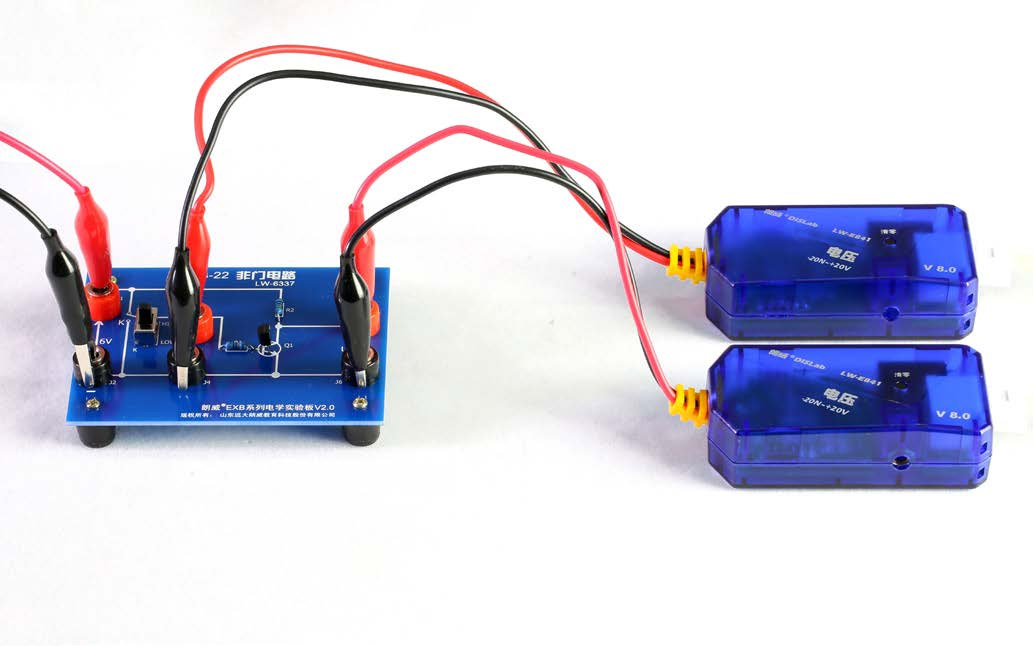 -22 非门电路
LW-6337
K
6V
HI
LOW
K
R2
Q1
J2
J4
J6
朗威®EXB系列电学实验板V2.0
版权所有： 山东远大朗威教育科技股份有限公司
朗威®DISLab
LW-E841
清零
电压
-20N~+20V
V 8.0
朗威®DISLab
LW-E841
清零
电压
-20N~+20V
V 8.0